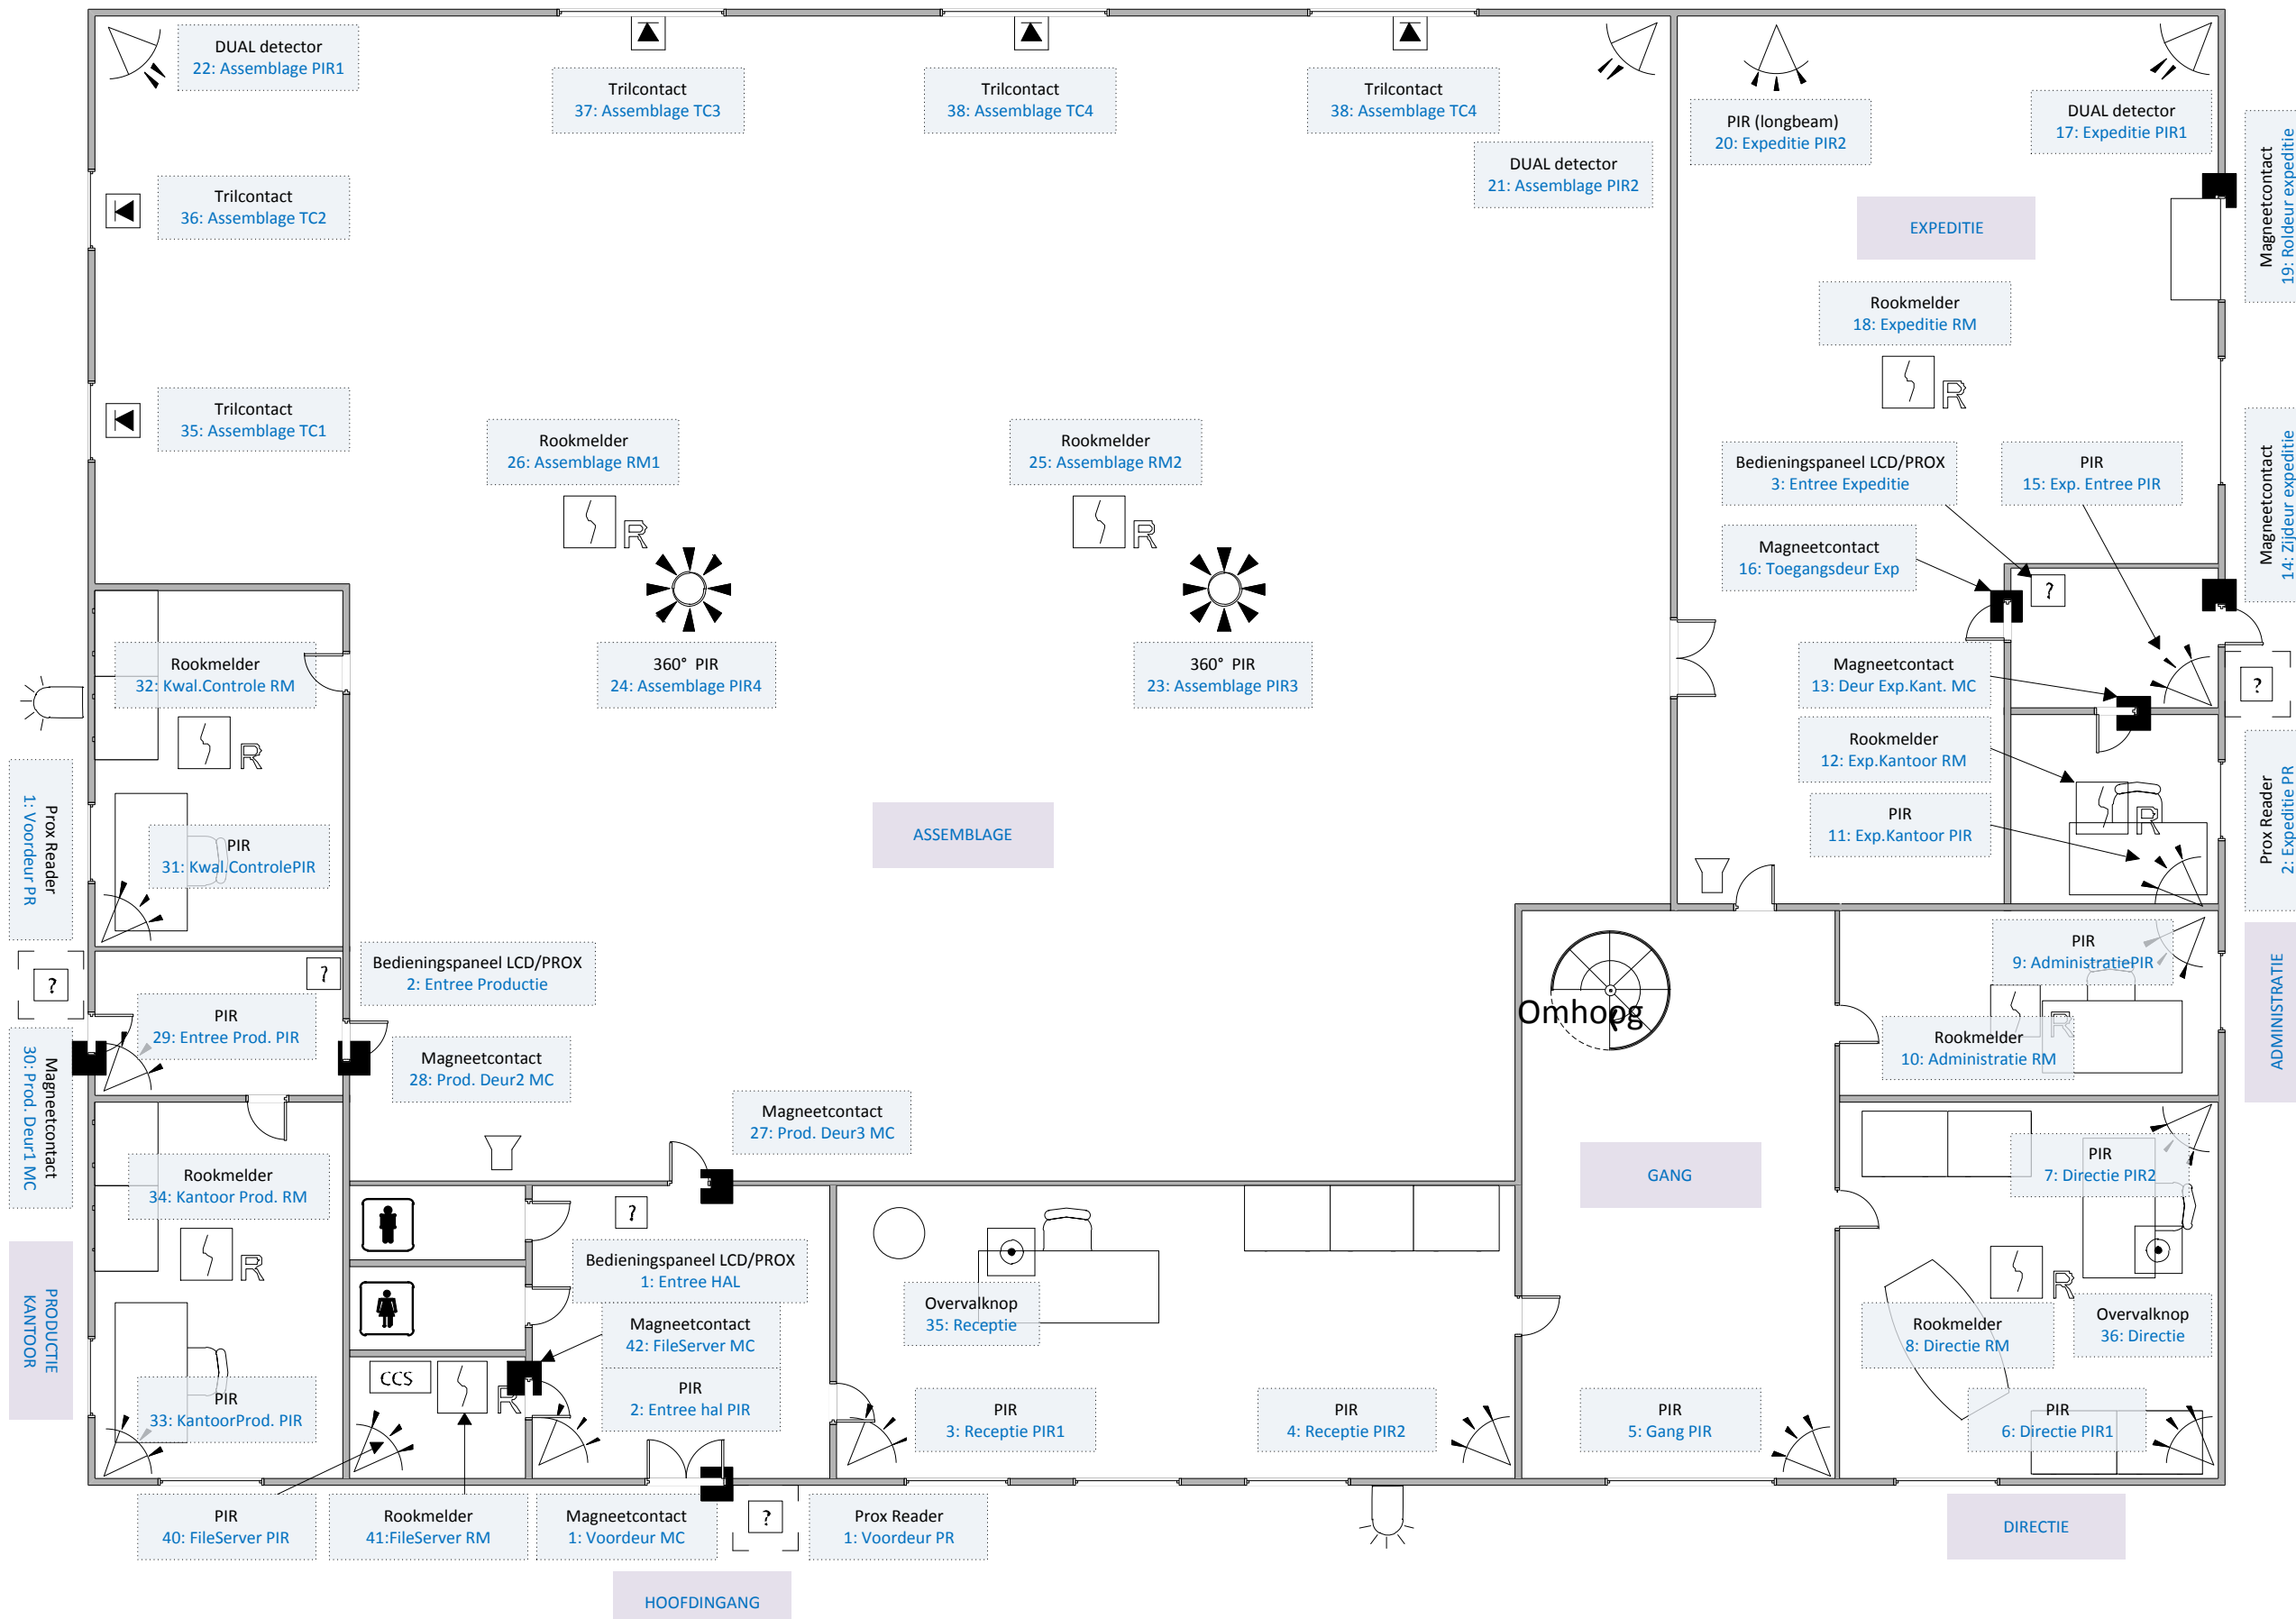 DUAL detector
22: Assemblage PIR1
Trilcontact
37: Assemblage TC3
Trilcontact
38: Assemblage TC4
Trilcontact
38: Assemblage TC4
DUAL detector
21: Assemblage PIR2
PIR (longbeam)
20: Expeditie PIR2
DUAL detector
17: Expeditie PIR1
Magneetcontact
19: Roldeur expeditie
Trilcontact
36: Assemblage TC2
EXPEDITIE
Rookmelder
18: Expeditie RM
R
Trilcontact
35: Assemblage TC1
Rookmelder
26: Assemblage RM1
R
Rookmelder
25: Assemblage RM2
R
Bedieningspaneel LCD/PROX
3: Entree Expeditie
?
PIR
15: Exp. Entree PIR
Magneetcontact
14: Zijdeur expeditie
Magneetcontact
16: Toegangsdeur Exp
360° PIR
24: Assemblage PIR4
360° PIR
23: Assemblage PIR3
Rookmelder
32: Kwal.Controle RM
R
Magneetcontact
13: Deur Exp.Kant. MC
?
Rookmelder
12: Exp.Kantoor RM
R
Prox Reader
2: Expeditie PR
PIR
11: Exp.Kantoor PIR
Prox Reader
1: Voordeur PR
PIR
31: Kwal.ControlePIR
ASSEMBLAGE
?
?
Bedieningspaneel LCD/PROX
2: Entree Productie
PIR
29: Entree Prod. PIR
Omhoog
PIR
9: AdministratiePIR
R
Rookmelder
10: Administratie RM
ADMINISTRATIE
Magneetcontact
30: Prod. Deur1 MC
Magneetcontact
28: Prod. Deur2 MC
Magneetcontact
27: Prod. Deur3 MC
Rookmelder
34: Kantoor Prod. RM
R
GANG
PIR
7: Directie PIR2
?
Bedieningspaneel LCD/PROX
1: Entree HAL
Overvalknop
35: Receptie
R
Rookmelder
8: Directie RM
Overvalknop
36: Directie
PRODUCTIE
KANTOOR
Magneetcontact
42: FileServer MC
CCS
R
PIR
2: Entree hal PIR
PIR
33: KantoorProd. PIR
PIR
3: Receptie PIR1
PIR
4: Receptie PIR2
PIR
5: Gang PIR
PIR
6: Directie PIR1
PIR
40: FileServer PIR
Rookmelder
41:FileServer RM
Magneetcontact
1: Voordeur MC
?
Prox Reader
1: Voordeur PR
DIRECTIE
HOOFDINGANG